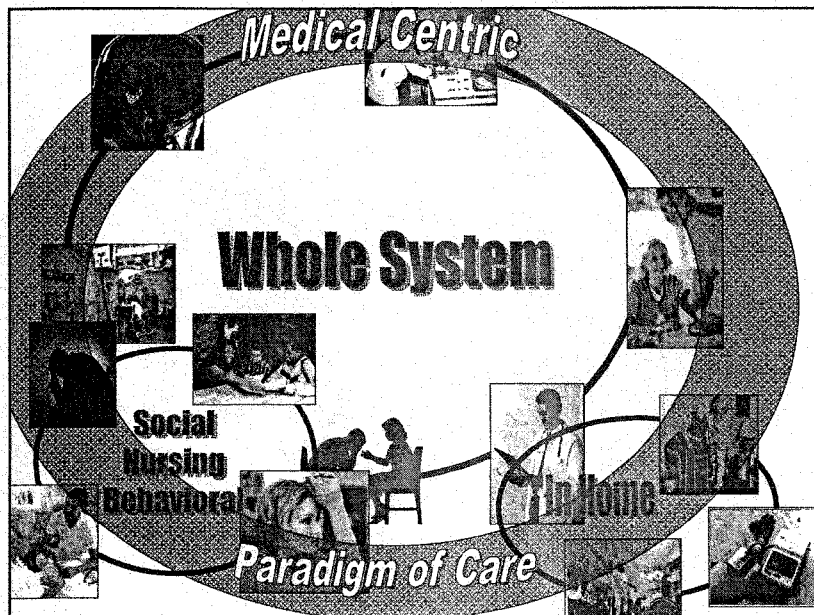 Medical Centric
Whole System
Social
Nursing
Behavioral
In Home
Paradigm of Care